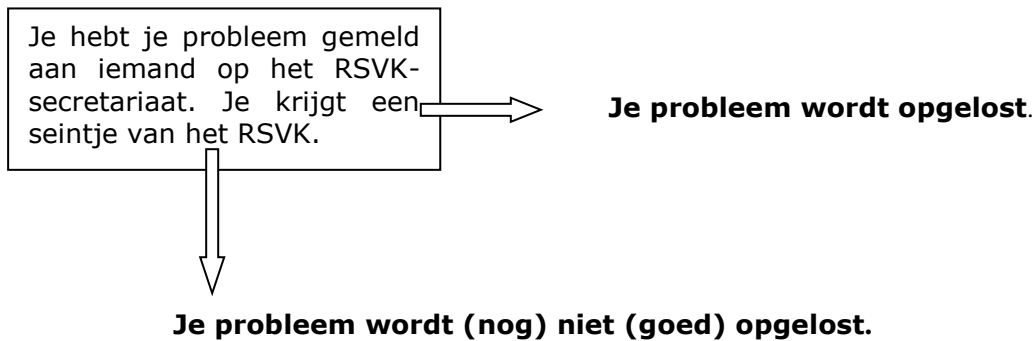 Je hebt je probleem gemeld
aan iemand op het RSVK-
secretariaat. Je krijgt een
seintje van het RSVK.
Je probleem wordt opgelost.
Je probleem wordt (nog) niet (goed) opgelost.